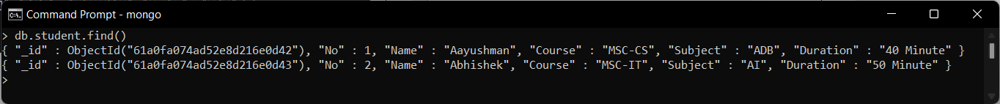 Command Prompt - mongo
> db.student.find()
{ "_id" : ObjectId("61a0fa074ad52e8d216e0d42"), "No" : 1, "Name" : "Aayushman", "Course" : "MSC-CS", "Subject" : "ADB", "Duration" : "40 Minute" }
{ "_id" : ObjectId("61a0fa074ad52e8d216e0d43"), "No" : 2, "Name" : "Abhishek", "Course" : "MSC-IT", "Subject" : "AI", "Duration" : "50 Minute" }
>